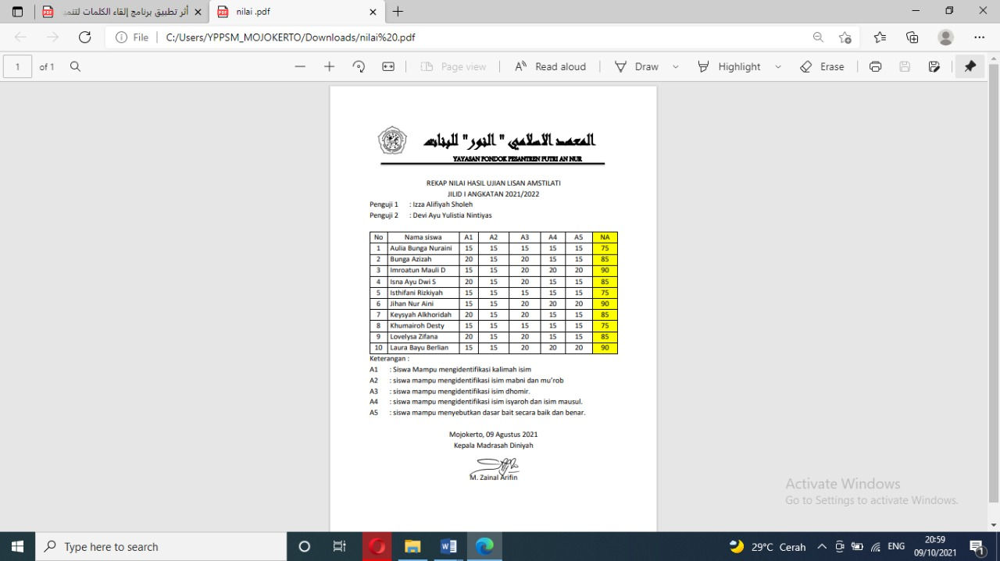 أثر تطبيق برنامج إلقاء الكلمات لتنم
nilai .pdf
File
C:/Users/YPPSM_MOJOKERTO/Downloads/nilai%20.pdf
1 of 1
Page view
Read aloud
Draw
Highlight
Erase
المعهد الاسلامي " النور" للبنات
YAYASAN PONDOK PESANTREN PUTRI AN NUR
REKAP NILAI HASIL UJIAN LISAN AMSTILATI
JILID I ANGKATAN 2021/2022
Penguji 1 : Izza Alifiyah Sholeh
Penguji 2 : Devi Ayu Yulistia Nintiyas
No Nama siswa A1 A2 A3 A4 A5 NA
1 Aulia Bunga Nuraini 15 15 15 15 15 75
2 Bunga Azizah 20 15 20 15 15 85
3 Imroatun Mauli D 15 15 20 20 20 90
4 Isna Ayu Dwi S 20 15 20 15 15 85
5 Isthifani Rizkiyah 15 15 15 15 15 75
6 Jihan Nur Aini 15 15 20 20 20 90
7 Keysyah Alkhoridah 20 15 20 15 15 85
8 Khumairoh Desty 15 15 15 15 15 75
9 Lovelysa Zifana 20 15 20 15 15 85
10 Laura Bayu Berlian 15 15 20 20 20 90
Keterangan :
A1 : Siswa Mampu mengidentifikasi kalimah isim
A2 : siswa mampu mengidentifikasi isim mabni dan mu'rob
A3 : siswa mampu mengidentifikasi isim dhomir.
A4 : siswa mampu mengidentifikasi isim isyaroh dan isim mausul.
A5 : siswa mampu menyebutkan dasar bait secara baik dan benar.
Mojokerto, 09 Agustus 2021
Kepala Madrasah Diniyah
M. Zainal Arifin
Activate Windows
Go to Settings to activate Windows.
Type here to search
29°C Cerah
ENG
20:59
09/10/2021
1